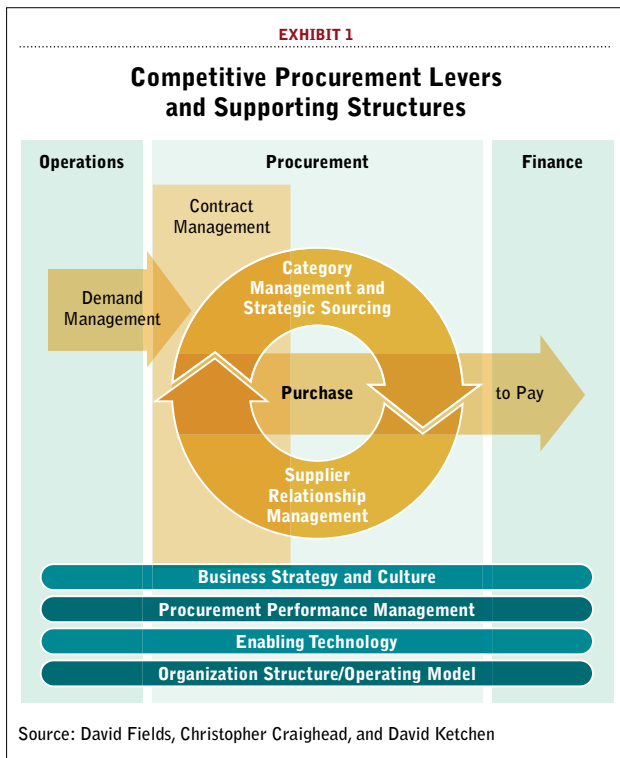 EXHIBIT 1
Competitive Procurement Levers
and Supporting Structures
Operations
Procurement
Finance
Contract
Management
Category
Management and
Strategic Sourcing
Demand
Management
Purchase
to Pay
Supplier
Relationship
Management
Business Strategy and Culture
Procurement Performance Management
Enabling Technology
Organization Structure/Operating Model
Source: David Fields, Christopher Craighead, and David Ketchen